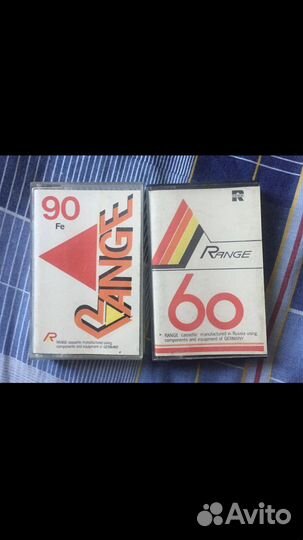 90
Fe
RANGE
R
RANGE cassette manufactured using
components and equipment of GERMANY
R
RANGE
60
RANGE cassette manufactured in Russia using
components and equipment of GERMANY
Avito